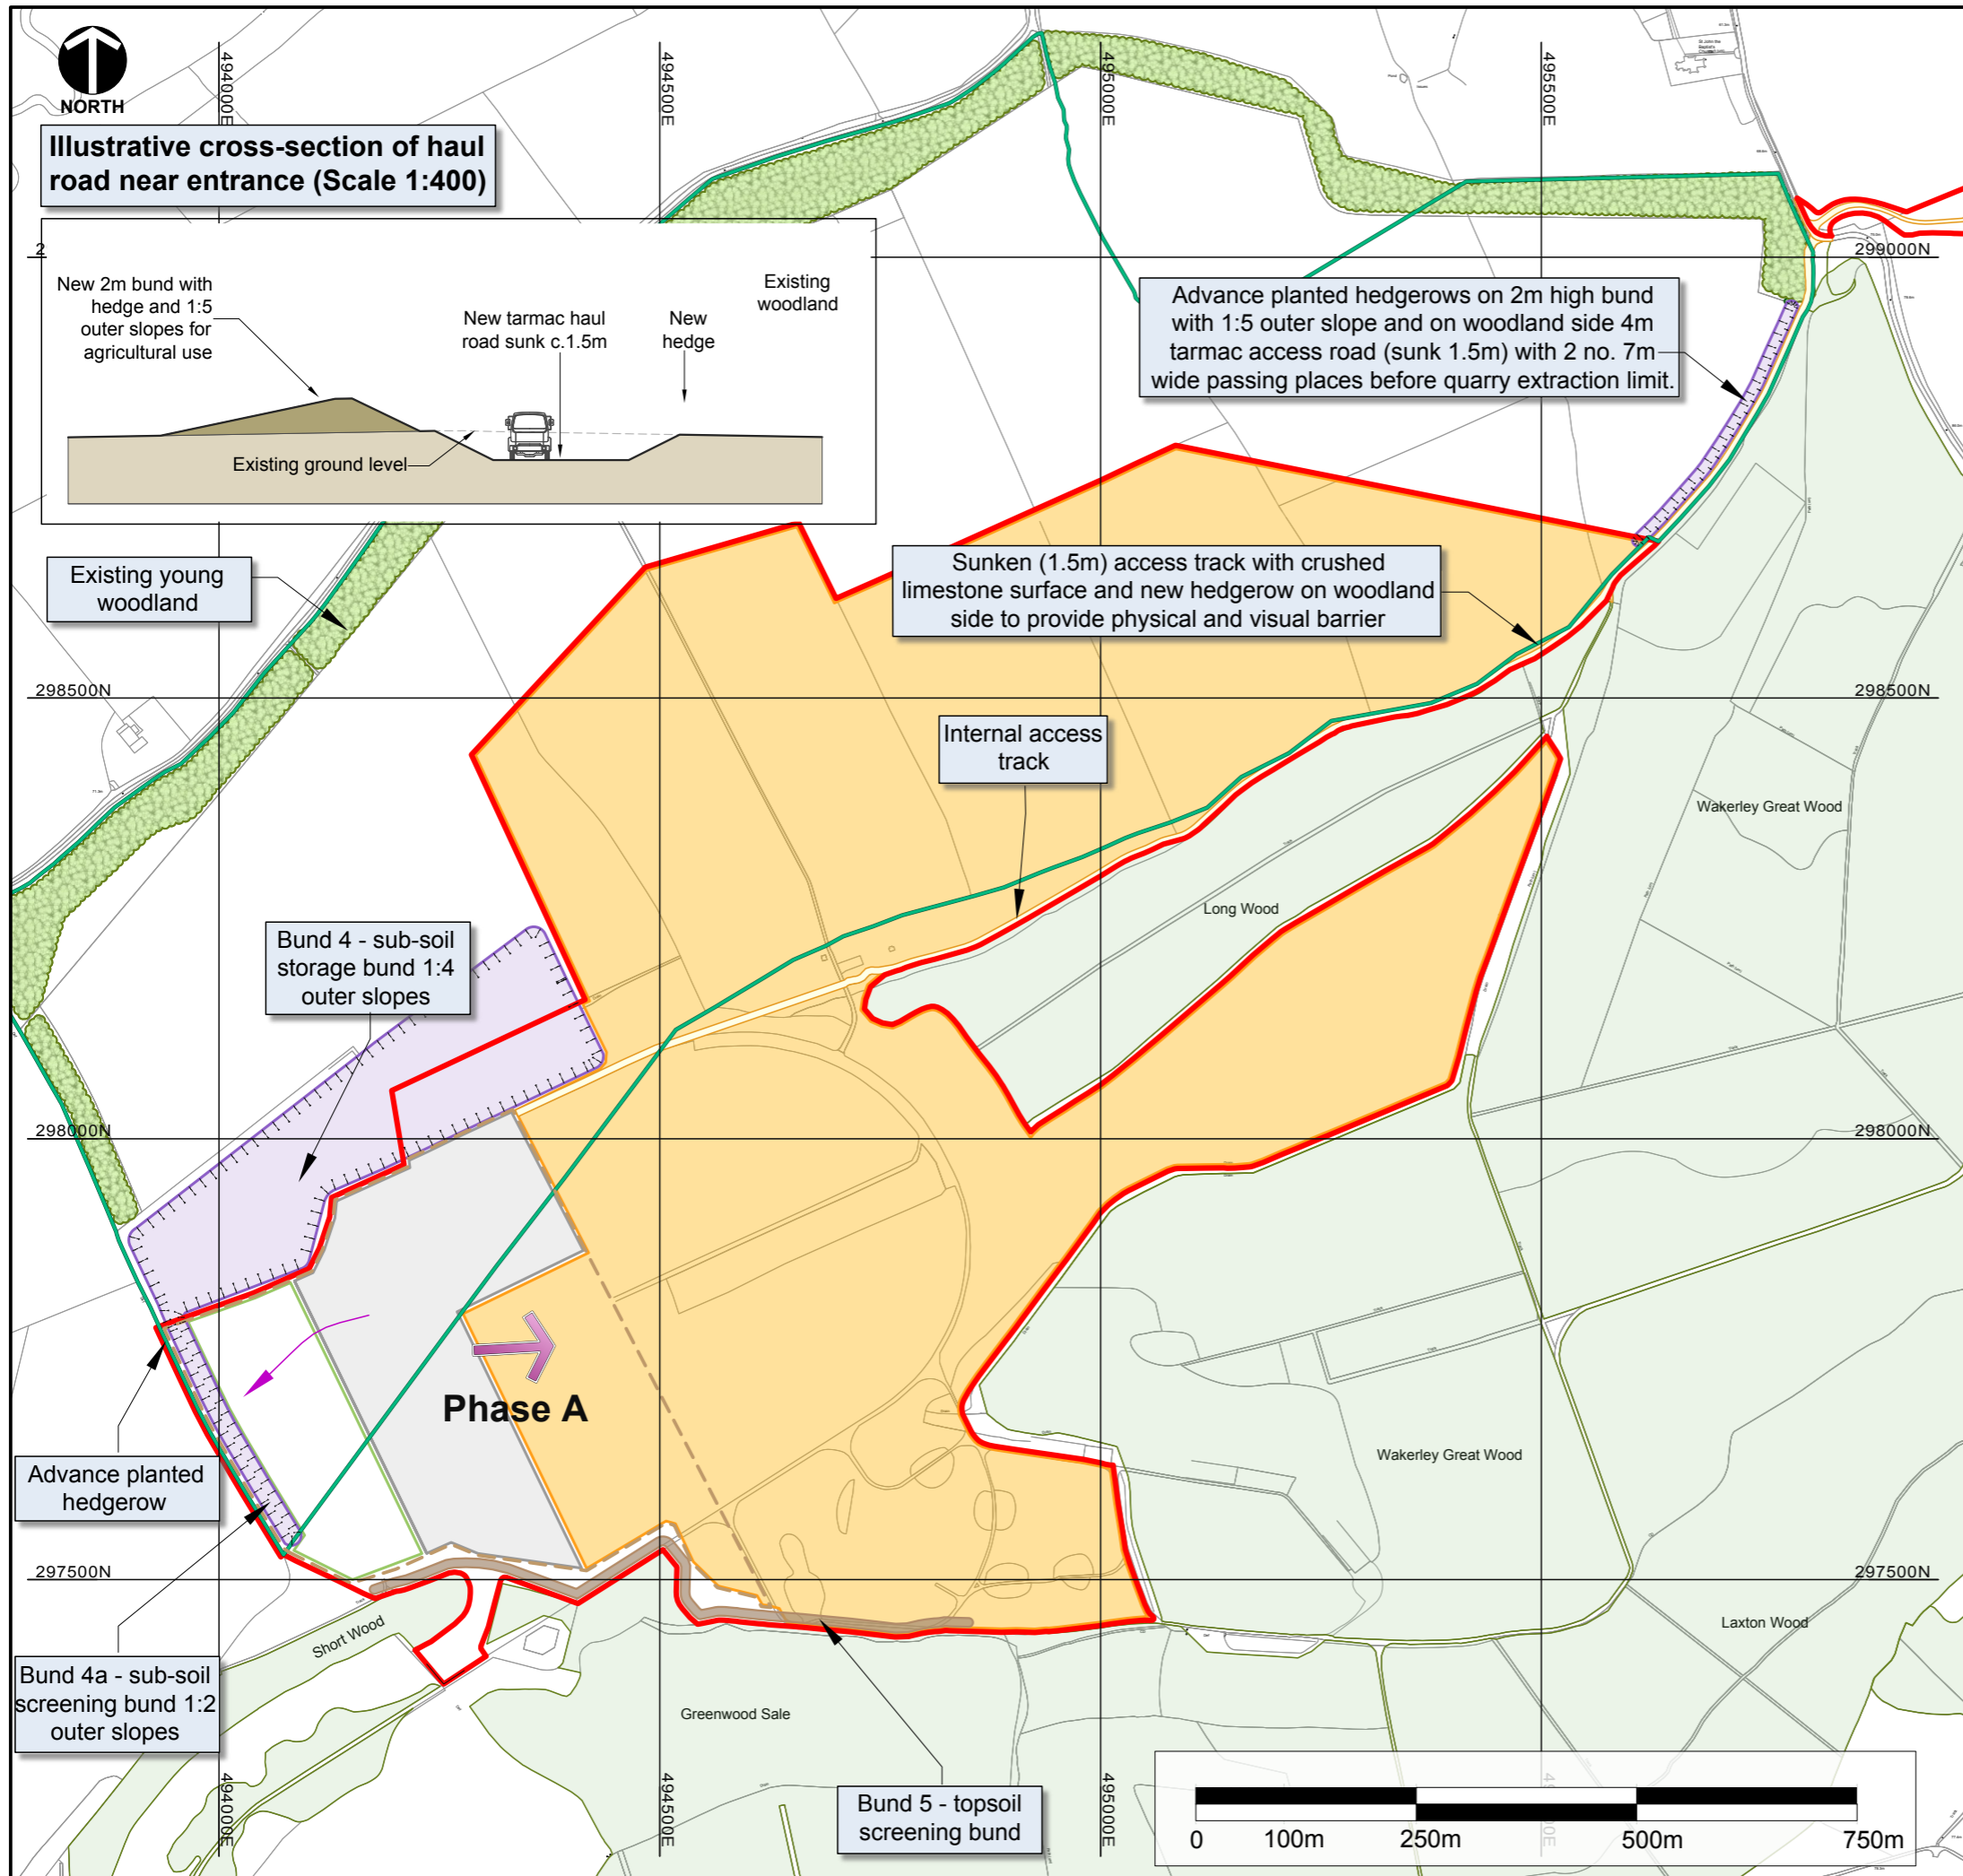 NORTH
494000E
494500E
495000E
495500E
Illustrative cross-section of haul
road near entrance (Scale 1:400)
2
299000N
New 2m bund with
hedge and 1:5
outer slopes for
agricultural use
New tarmac haul
road sunk c.1.5m
New
hedge
Existing
woodland
Existing ground level
Advance planted hedgerows on 2m high bund
with 1:5 outer slope and on woodland side 4m
tarmac access road (sunk 1.5m) with 2 no. 7m
wide passing places before quarry extraction limit.
Existing young
woodland
Sunken (1.5m) access track with crushed
limestone surface and new hedgerow on woodland
side to provide physical and visual barrier
298500N
298500N
Internal access
track
Wakerley Great Wood
Long Wood
Bund 4 - sub-soil
storage bund 1:4
outer slopes
298000N
298000N
Phase A
Advance planted
hedgerow
Wakerley Great Wood
297500N
297500N
Short Wood
Laxton Wood
Bund 4a - sub-soil
screening bund 1:2
outer slopes
Greenwood Sale
Bund 5 - topsoil
screening bund
494000E
494500E
495000E
0 100m 250m 500m 750m